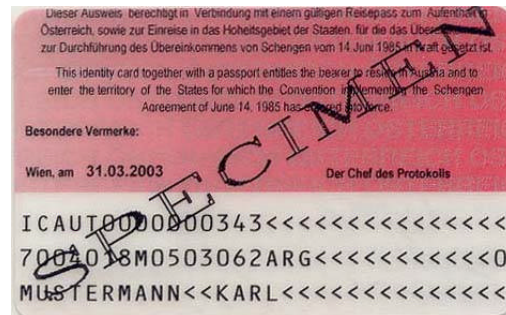 Dieser Ausweis berechtigt in Verbindung mit einem gültigen Reisepass zum Aufenthalt in
Österreich, sowie zur Einreise in das Hoheitsgebiet der Staaten, für die das Übereinkommen
zur Durchführung des Übereinkommens von Schengen vom 14 Juni 1985 in Kraft gesetzt ist.
This identity card together with a passport entitles the bearer to reside in Austria and to
enter the territory of the States for which the Convention implementing the Schengen
Agreement of June 14, 1985 has entered into force.
Besondere Vermerke:
Wien, am 31.03.2003 Der Chef des Protokolls
SPECIMEN
ICAUT0000000343<<<<<<<<<<<<<<<
7004018M0503062ARG<<<<<<<<<<<0
MUSTERMANN<<KARL<<<<<<<<<<<<<<